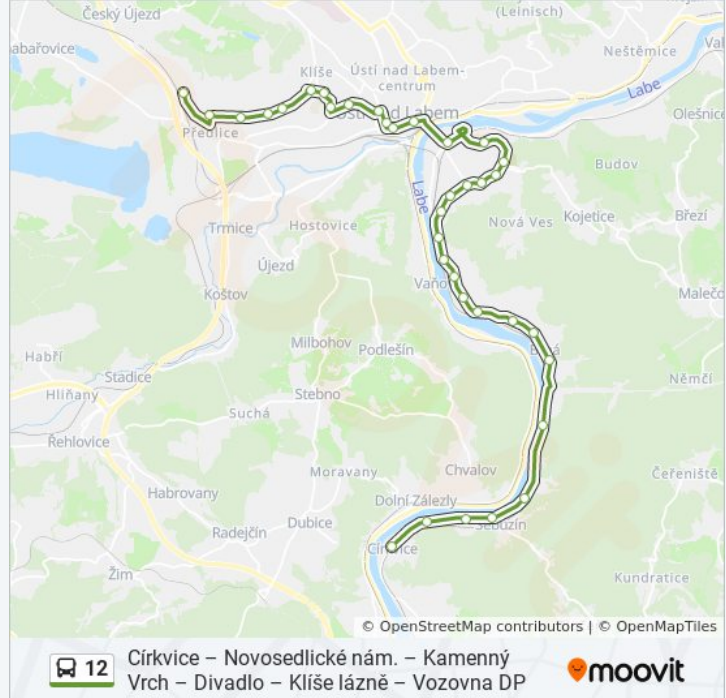 Český Újezd
(Leinisch)
abařovice
Klíše
Ústí nad Labem-
centrum
Neštěmice
Val
Labe
Předlice
Olešnice
Budov
Labe
Trmice
Hostovice
Nová Ves
Kojetice
Březí
Újezd
Koštov
Vaňo
Maleč
Milbohov
Podlešín
Habří
Stadice
Stebno
Němčí
Hliňany
Suchá
Řehlovice
Moravany
Chvalov
Čeřeniště
Habrovany
Dolní Zálezly
Radejčín
Dubice
Sebuzín
Církvice
Žim
Kundratice
© OpenStreetMap contributors | © OpenMapTiles
12
Církvice – Novosedlické nám. – Kamenný
Vrch – Divadlo – Klíše lázně – Vozovna DP
moovit